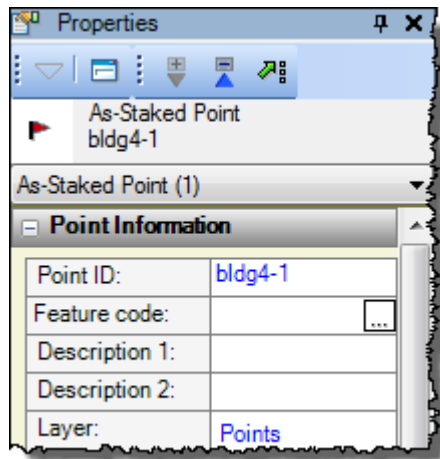 Properties
As-Staked Point
bldg4-1
As-Staked Point (1)
Point Information
Point ID: bldg4-1
Feature code: ...
Description 1:
Description 2:
Layer: Points